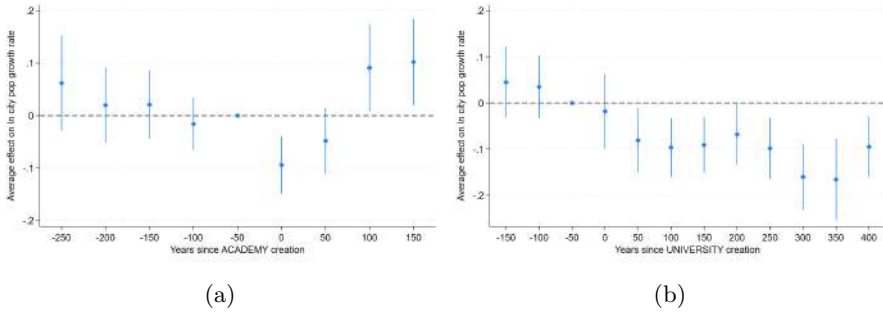 Average effect on ln city pop growth rate
.2
.1
0
-.1
-.2
-250 -200 -150 -100 -50 0 50 100 150
Years since ACADEMY creation
(a)
Average effect on ln city pop growth rate
.2
.1
0
-.1
-.2
-150 -100 -50 0 50 100 150 200 250 300 350 400
Years since UNIVERSITY creation
(b)